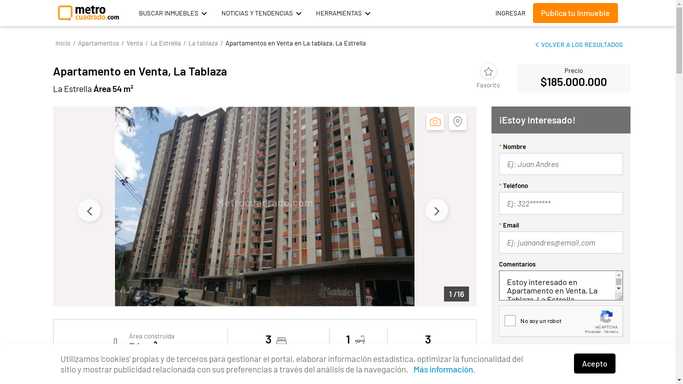 metro
cuadrado.com
BUSCAR INMUEBLES
NOTICIAS Y TENDENCIAS
HERRAMIENTAS
INGRESAR
Publica tu Inmueble
Inicio / Apartamentos / Venta / La Estrella / La tablaza / Apartamentos en Venta en La tablaza, La Estrella
VOLVER A LOS RESULTADOS
Apartamento en Venta, La Tablaza
La Estrella Área 54 m²
Favorito
Precio
$185.000.000
Metrocuadrado.com
1 / 16
¡Estoy Interesado!
* Nombre
Ej: Juan Andres
* Teléfono
Ej: 322*******
* Email
Ej: juanandres@email.com
Comentarios
Estoy interesado en
Apartamento en Venta, La
Tablaza, La Estrella
No soy un robot
reCAPTCHA
Privacidad - Términos
Área construida
3
1
3
Utilizamos 'cookies' propias y de terceros para gestionar el portal, elaborar información estadística, optimizar la funcionalidad del
sitio y mostrar publicidad relacionada con sus preferencias a través del análisis de la navegación. Más información.
Acepto